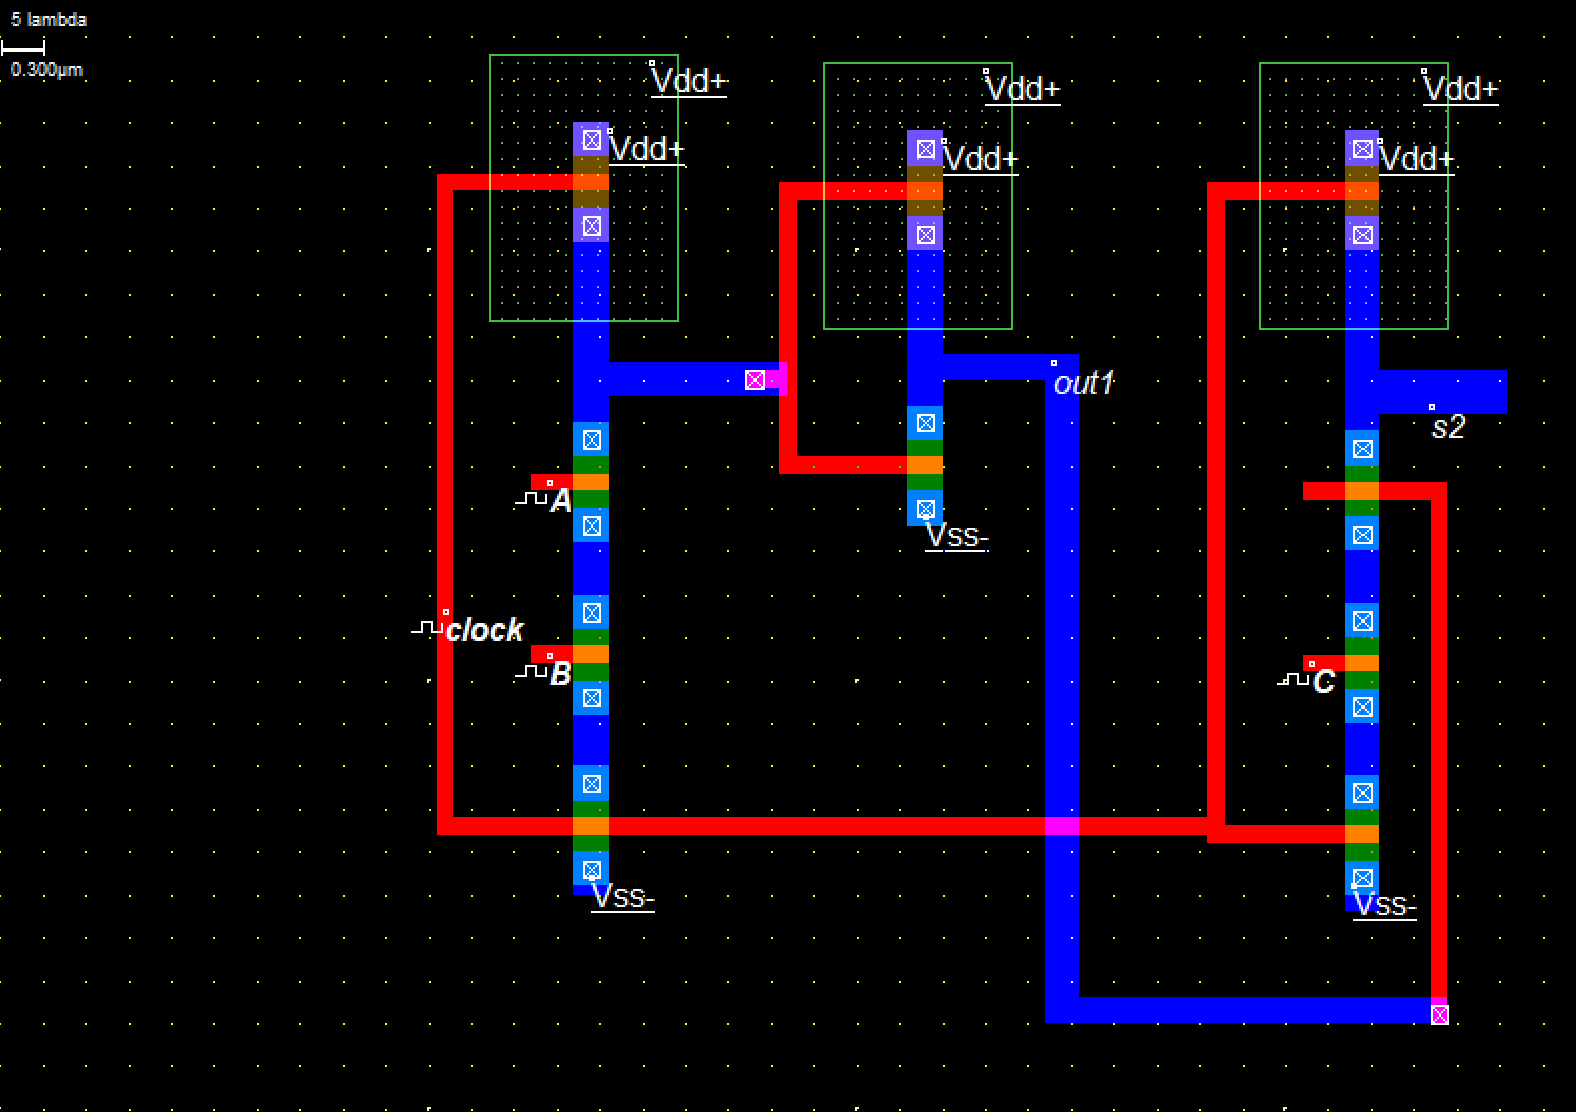 5 lambda
0.300µm
Vdd+
Vdd+
Vdd+
Vdd+
Vdd+
Vdd+
out1
s2
A
Vss-
clock
B
C
Vss-
Vss-